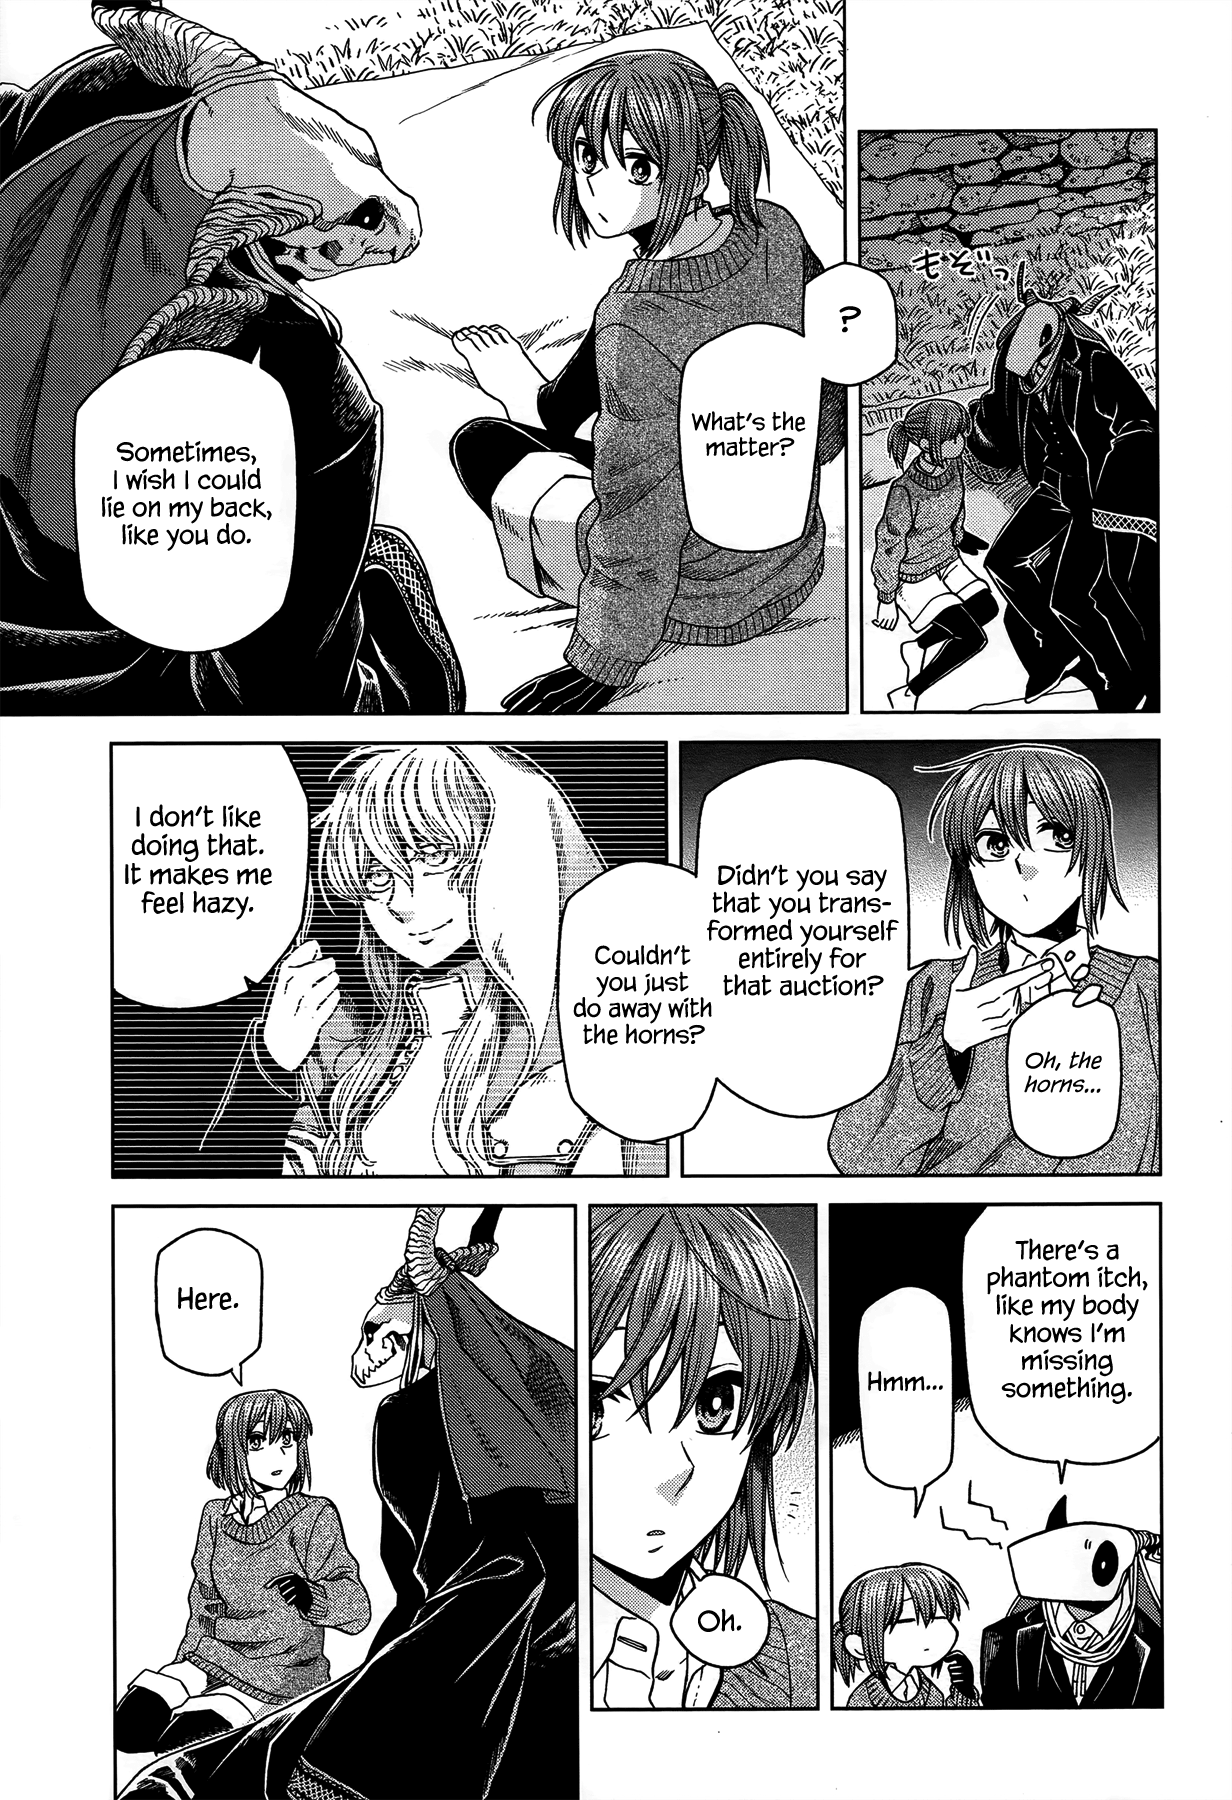 もぞっ
?
What's the
matter?
Sometimes,
I wish I could
lie on my back,
like you do.
Oh, the
horns...
Didn't you say
that you trans-
formed yourself
entirely for
that auction?
Couldn't
you just
do away with
the horns?
I don't like
doing that.
It makes me
feel hazy.
There's a
phantom itch,
like my body
knows I'm
missing
something.
Hmm...
Oh.
Here.